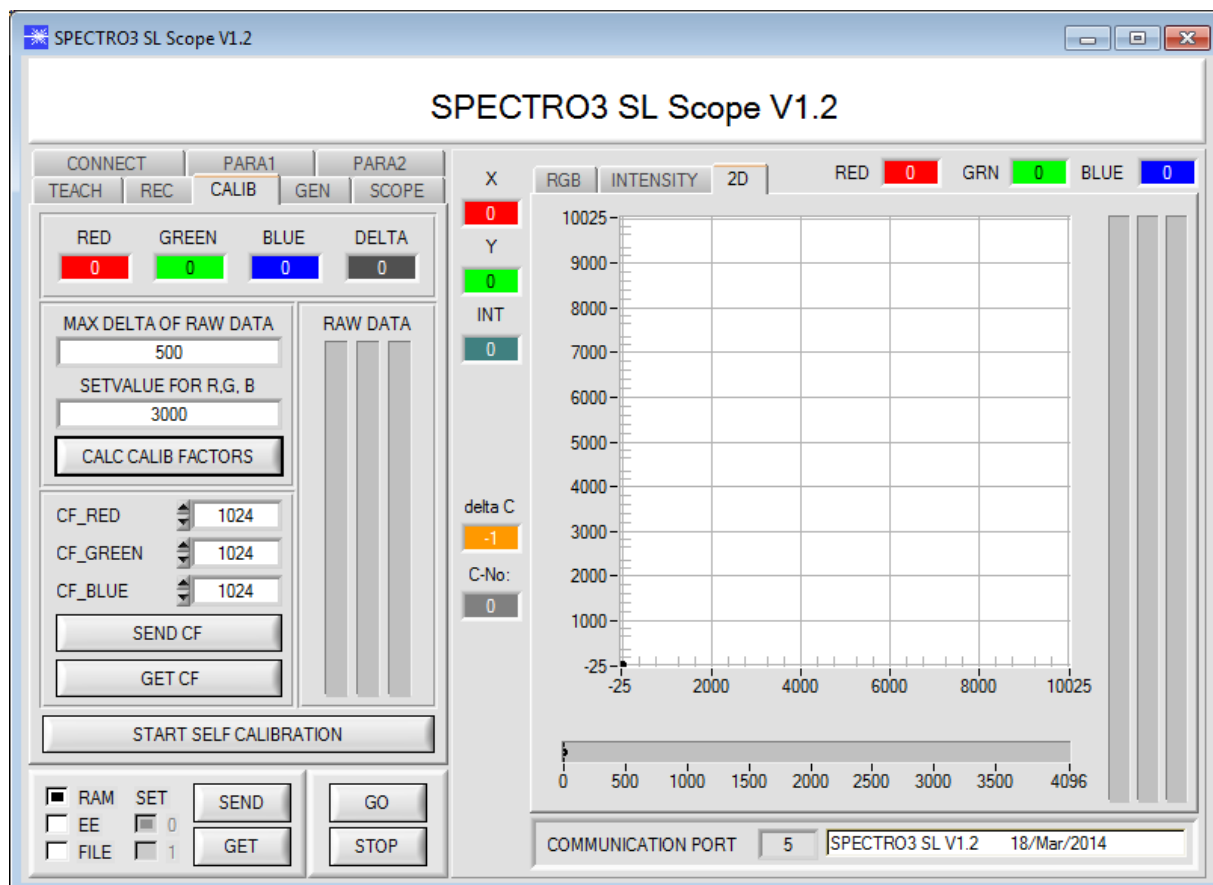 SPECTRO3 SL Scope V1.2
SPECTRO3 SL Scope V1.2
CONNECT PARA1 PARA2
TEACH REC CALIB GEN SCOPE
RED GREEN BLUE DELTA
0 0 0 0
MAX DELTA OF RAW DATA
500
SETVALUE FOR R,G, B
3000
CALC CALIB FACTORS
RAW DATA
CF_RED 1024
CF_GREEN 1024
CF_BLUE 1024
SEND CF
GET CF
START SELF CALIBRATION
RAM SET
EE 0
FILE 1
SEND
GET
GO
STOP
X
0
Y
0
INT
0
delta C
-1
C-No:
0
RGB INTENSITY 2D
RED 0 GRN 0 BLUE 0
10025
9000
8000
7000
6000
5000
4000
3000
2000
1000
-25
-25 2000 4000 6000 8000 10025
0 500 1000 1500 2000 2500 3000 3500 4096
COMMUNICATION PORT 5 SPECTRO3 SL V1.2 18/Mar/2014